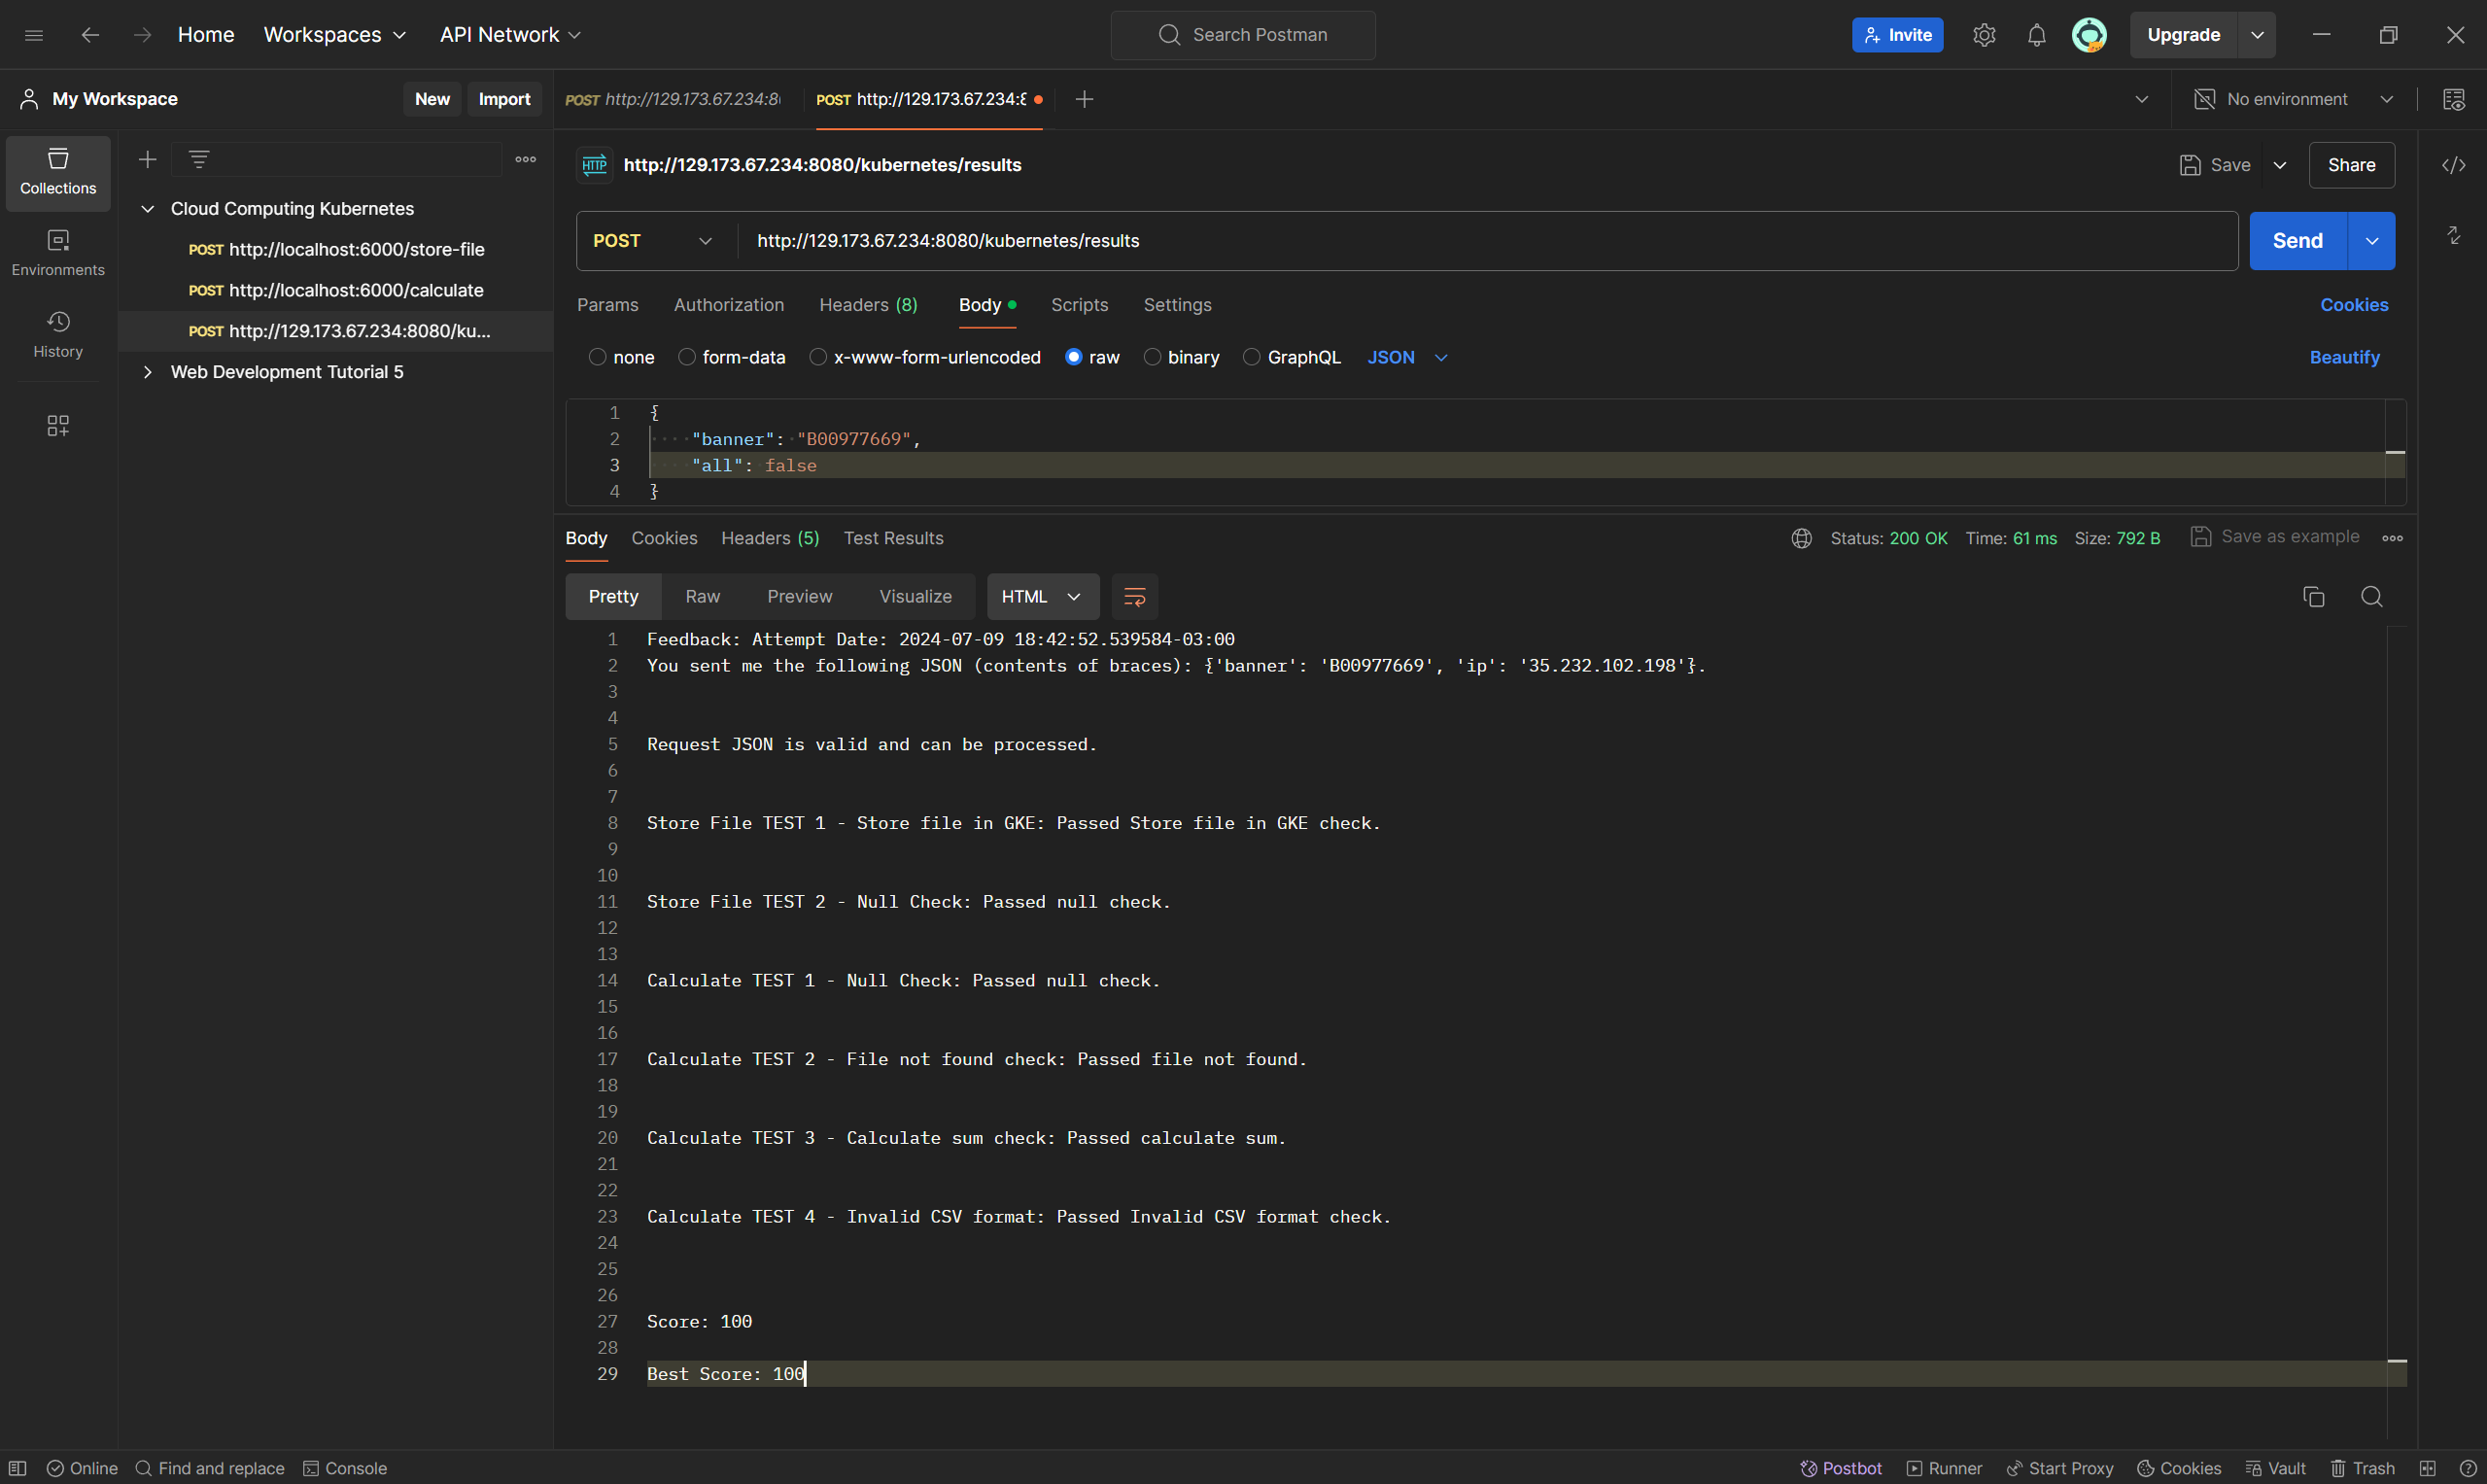 Home Workspaces API Network Search Postman Invite Upgrade
My Workspace New Import POST http://129.173.67.234:8 POST http://129.173.67.234:8 No environment
Collections
Environments
History
Cloud Computing Kubernetes
POST http://localhost:6000/store-file
POST http://localhost:6000/calculate
POST http://129.173.67.234:8080/ku...
Web Development Tutorial 5
HTTP http://129.173.67.234:8080/kubernetes/results Save Share
POST http://129.173.67.234:8080/kubernetes/results Send
Params Authorization Headers (8) Body Scripts Settings Cookies
none form-data x-www-form-urlencoded raw binary GraphQL JSON Beautify
1 {
2 "banner": "B00977669",
3 "all": false
4 }
Body Cookies Headers (5) Test Results Status: 200 OK Time: 61 ms Size: 792 B Save as example
Pretty Raw Preview Visualize HTML
1 Feedback: Attempt Date: 2024-07-09 18:42:52.539584-03:00
2 You sent me the following JSON (contents of braces): {'banner': 'B00977669', 'ip': '35.232.102.198'}.
3
4
5 Request JSON is valid and can be processed.
6
7
8 Store File TEST 1 - Store file in GKE: Passed Store file in GKE check.
9
10
11 Store File TEST 2 - Null Check: Passed null check.
12
13
14 Calculate TEST 1 - Null Check: Passed null check.
15
16
17 Calculate TEST 2 - File not found check: Passed file not found.
18
19
20 Calculate TEST 3 - Calculate sum check: Passed calculate sum.
21
22
23 Calculate TEST 4 - Invalid CSV format: Passed Invalid CSV format check.
24
25
26
27 Score: 100
28
29 Best Score: 100
Online Find and replace Console Postbot Runner Start Proxy Cookies Vault Trash